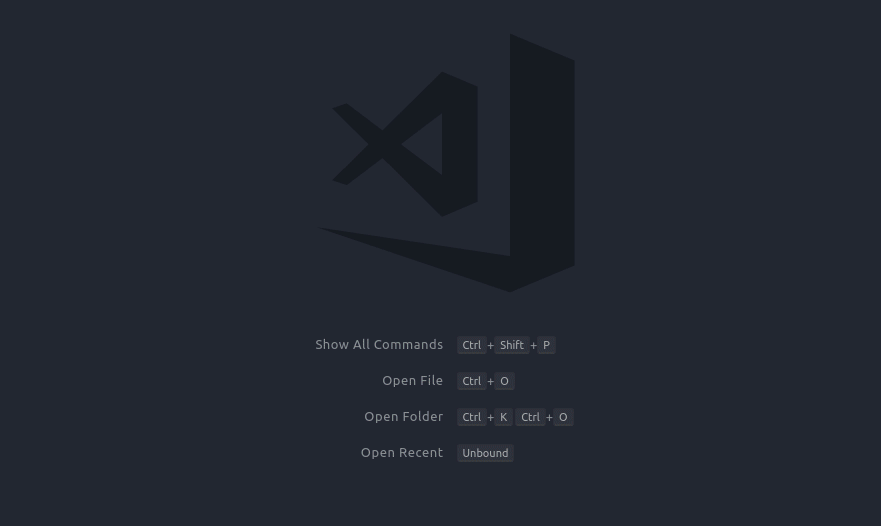 Show All Commands Ctrl + Shift + P
Open File Ctrl + O
Open Folder Ctrl + K Ctrl + O
Open Recent Unbound